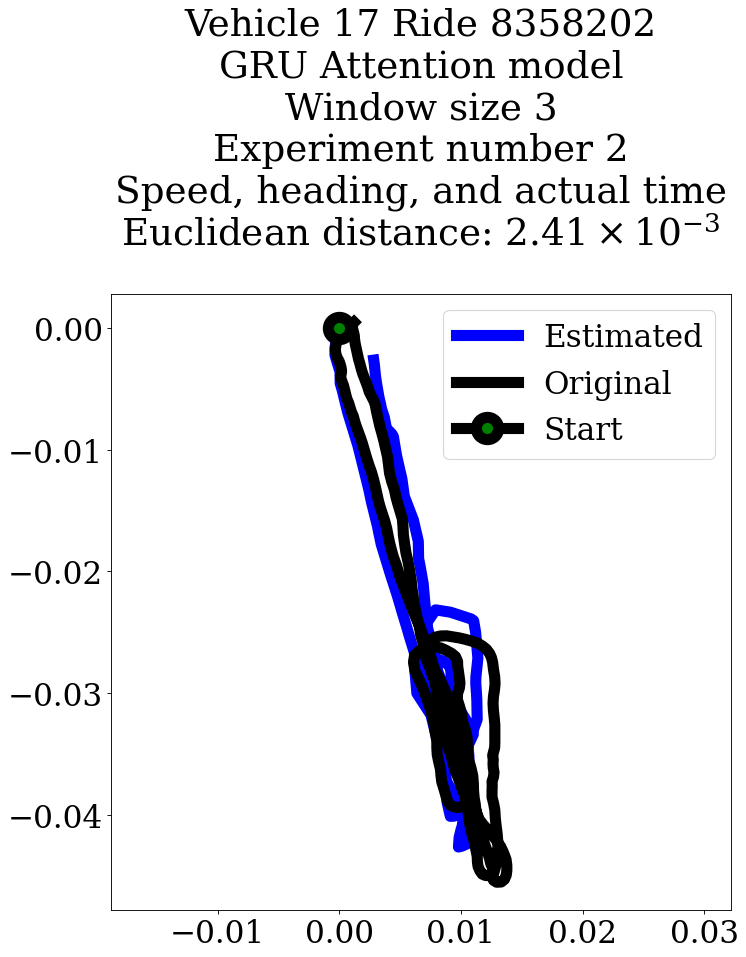 Vehicle 17 Ride 8358202
GRU Attention model
Window size 3
Experiment number 2
Speed, heading, and actual time
Euclidean distance: 2.41 × 10⁻³
Estimated
Original
Start
0.00
−0.01
−0.02
−0.03
−0.04
−0.01 0.00 0.01 0.02 0.03